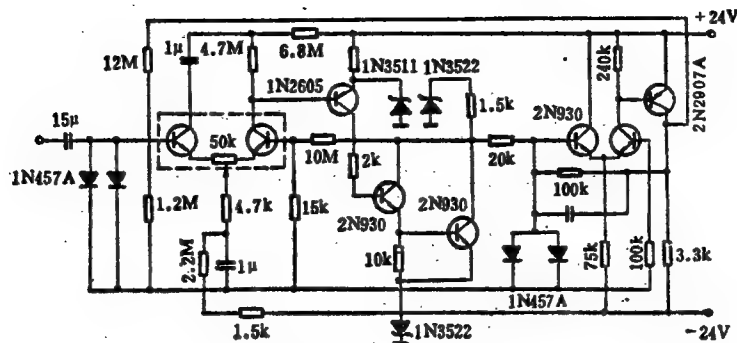 +24V
1μ
4.7M
6.8M
12M
240k
1N3511
1N3522
1N2605
2N2907A
15μ
1.5k
2N930
50k
10M
20k
2k
100k
1N457A
1.2M
4.7k
15k
2N930
2N930
2.2M
1μ
10k
75k
100k
3.3k
1N457A
1.5k
1N3522
-24V